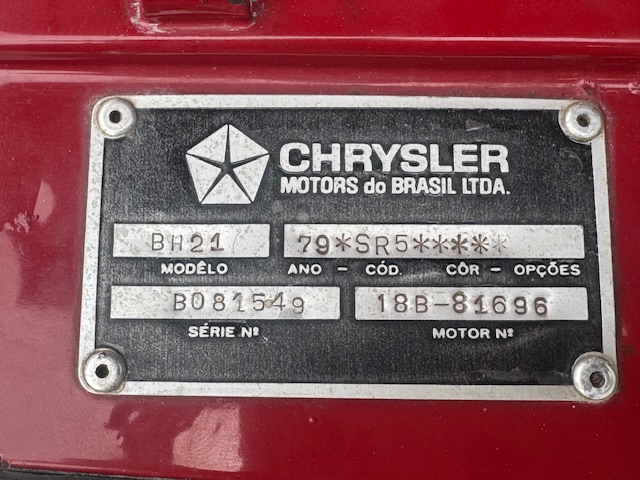 CHRYSLER
MOTORS do BRASIL LTDA.
BH21 79*SR5*****
MODÊLO ANO - CÓD. CÔR - OPÇÕES
B081549 18B-81696
SÉRIE Nº MOTOR Nº